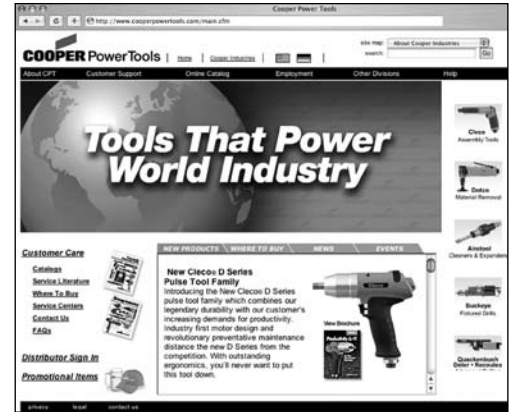 Cooper Power Tools
http://www.cooperpowertools.com/main.cfm
COOPER PowerTools | Home | Cooper Industries |
site map: About Cooper Industries
search: Go
About CPT Customer Support Online Catalog Employment Other Divisions Help
Tools That Power
World Industry
Cleco
Assembly Tools
Dotco
Material Removal
Airetool
Cleaners & Expanders
Buckeye
Fixtured Drills
Quackenbush
Customer Care
Catalogs
Service Literature
Where To Buy
Service Centers
Contact Us
FAQs
Distributor Sign In
Promotional Items
NEW PRODUCTS \ WHERE TO BUY \ NEWS \ EVENTS
New Cleco® D Series
Pulse Tool Family
Introducing the New Cleco D Series
pulse tool family which combines our
legendary durability with our customer's
increasing demands for productivity.
Industry first motor design and
revolutionary preventative maintenance
distance the new D Series from the
competition. With outstanding
ergonomics, you'll never want to put
this tool down.
View Brochure
privacy legal contact us